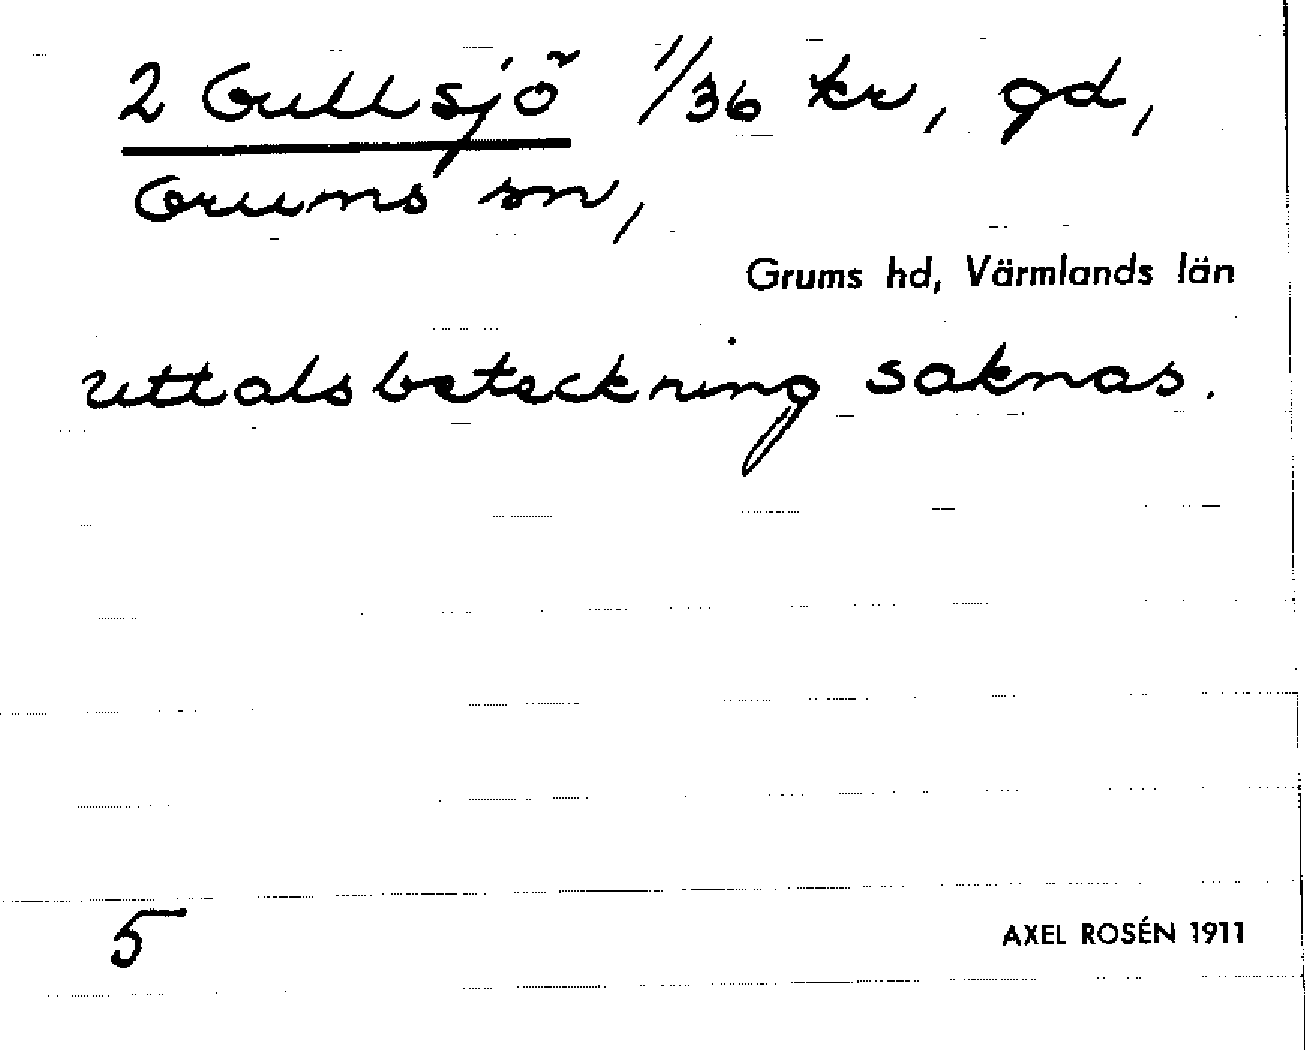 2 Gullsjö 1/36 kr, gd,
Grums sn,
Grums hd, Värmlands län
uttalsbeteckning saknas.
5
AXEL ROSÉN 1911